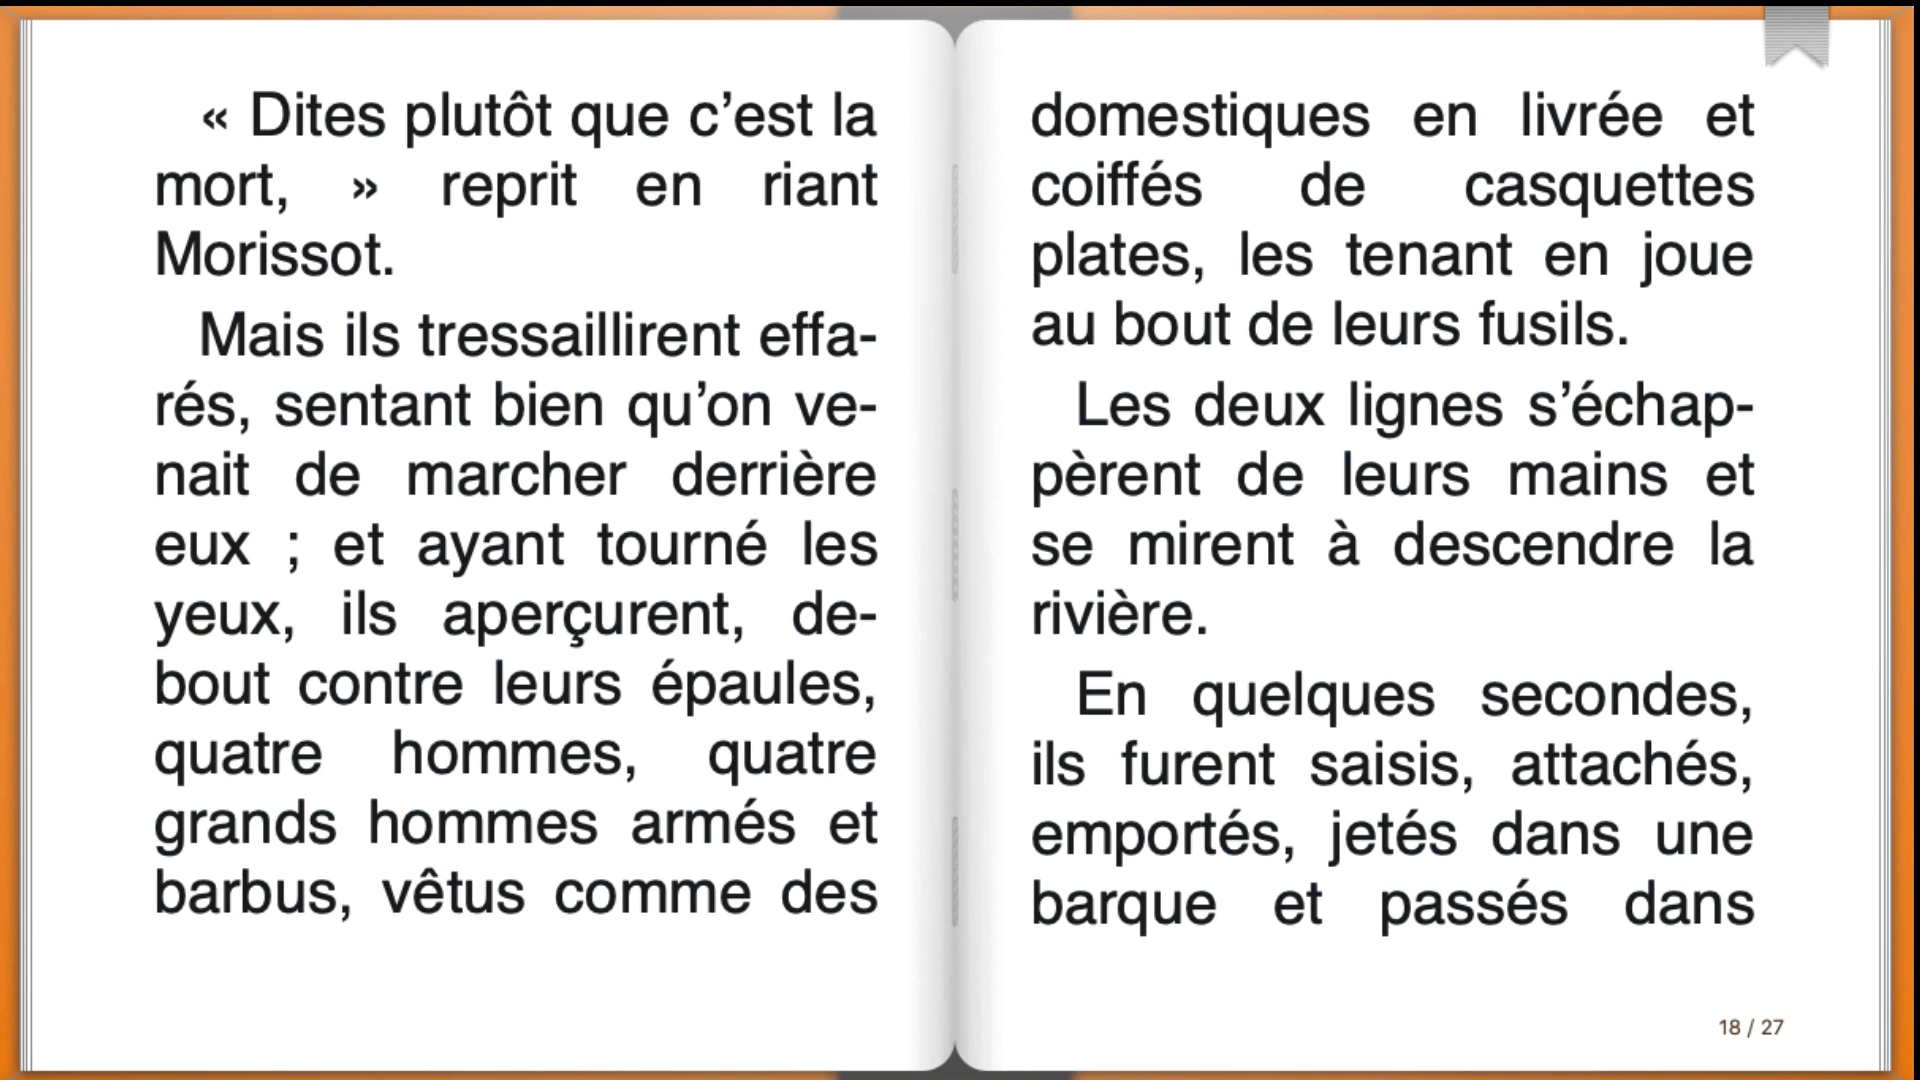 « Dites plutôt que c’est la
mort, » reprit en riant
Morissot.
Mais ils tressaillirent effa-
rés, sentant bien qu’on ve-
nait de marcher derrière
eux ; et ayant tourné les
yeux, ils aperçurent, de-
bout contre leurs épaules,
quatre hommes, quatre
grands hommes armés et
barbus, vêtus comme des
domestiques en livrée et
coiffés de casquettes
plates, les tenant en joue
au bout de leurs fusils.
Les deux lignes s’échap-
pèrent de leurs mains et
se mirent à descendre la
rivière.
En quelques secondes,
ils furent saisis, attachés,
emportés, jetés dans une
barque et passés dans
18 / 27